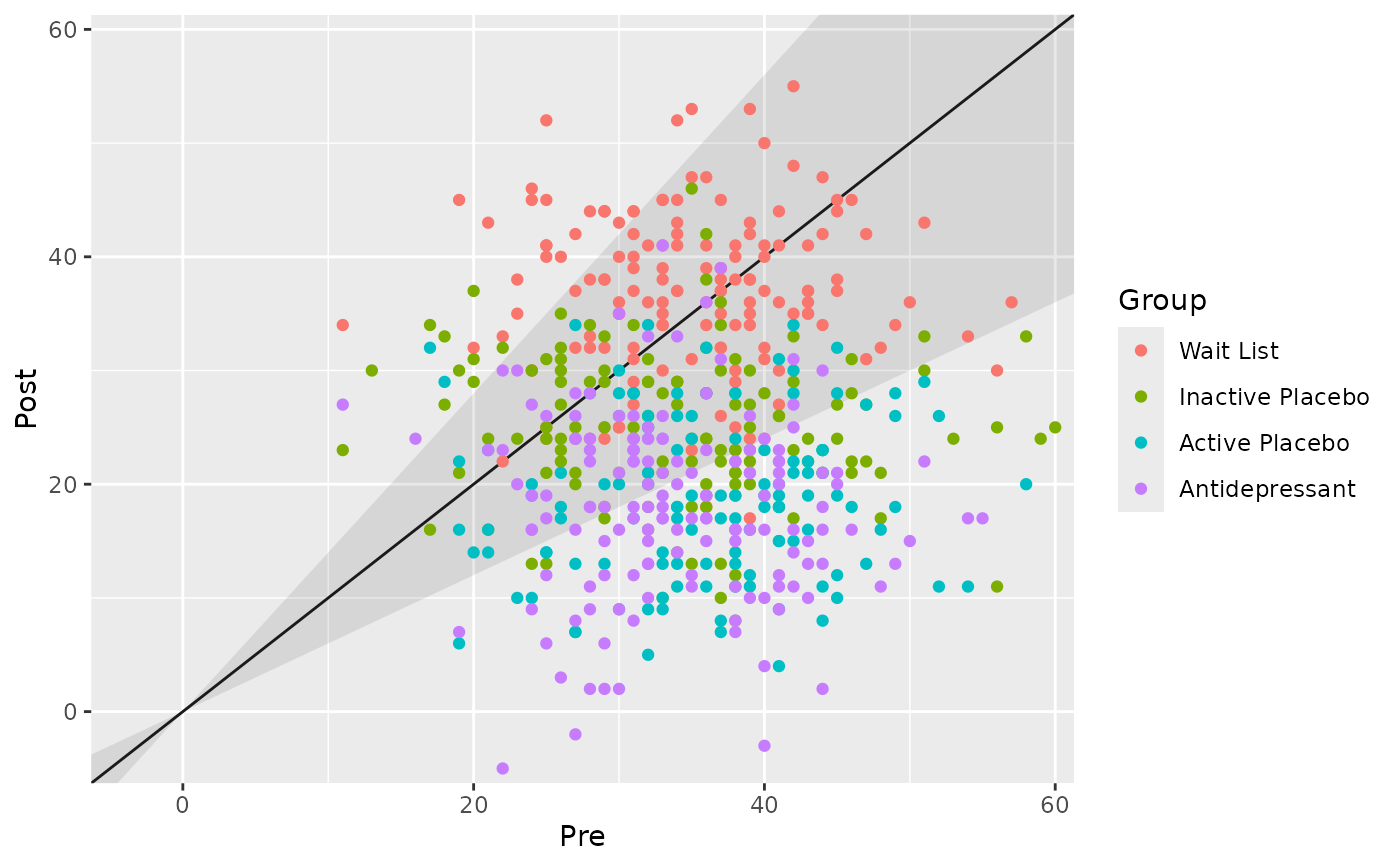 60
40
20
0
Post
0 20 40 60
Pre
Group
Wait List
Inactive Placebo
Active Placebo
Antidepressant